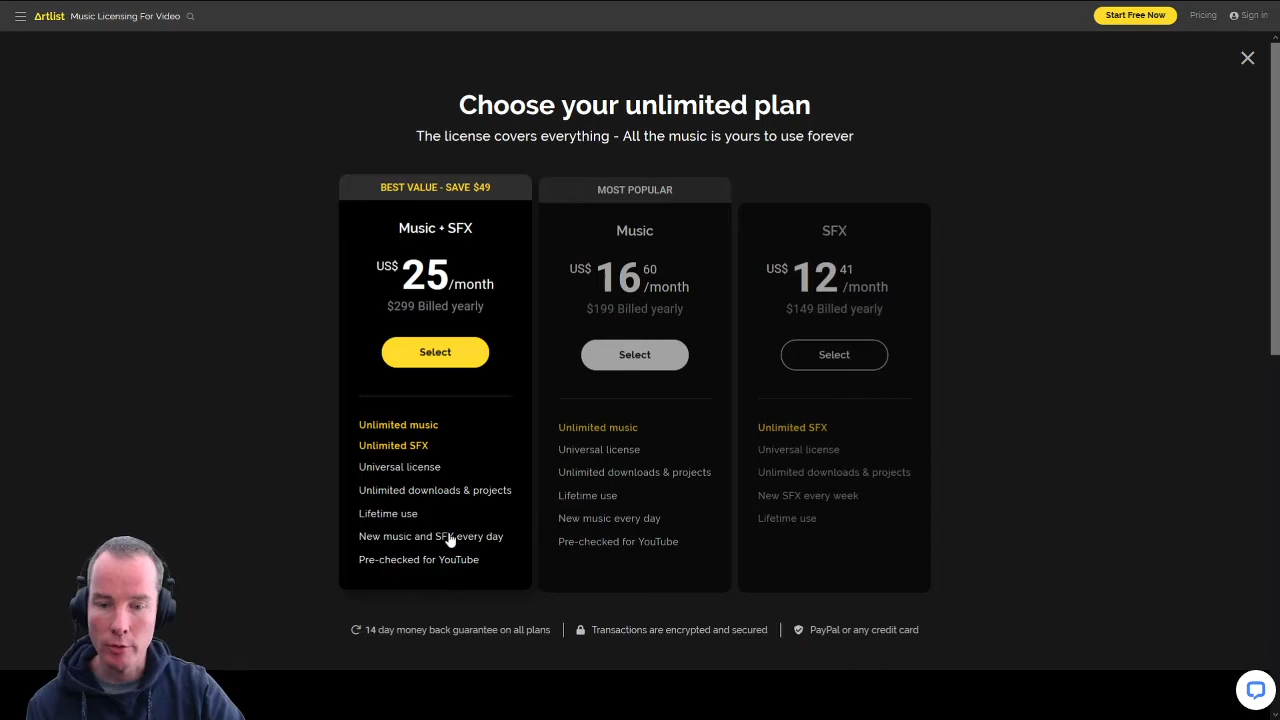 Artlist Music Licensing For Video
Start Free Now Pricing Sign in
Choose your unlimited plan
The license covers everything - All the music is yours to use forever
BEST VALUE - SAVE $49
Music + SFX
US$ 25 /month
$299 Billed yearly
Select
Unlimited music
Unlimited SFX
Universal license
Unlimited downloads & projects
Lifetime use
New music and SFX every day
Pre-checked for YouTube
MOST POPULAR
Music
US$ 16 60 /month
$199 Billed yearly
Select
Unlimited music
Universal license
Unlimited downloads & projects
Lifetime use
New music every day
Pre-checked for YouTube
SFX
US$ 12 41 /month
$149 Billed yearly
Select
Unlimited SFX
Universal license
Unlimited downloads & projects
New SFX every week
Lifetime use
14 day money back guarantee on all plans
Transactions are encrypted and secured
PayPal or any credit card